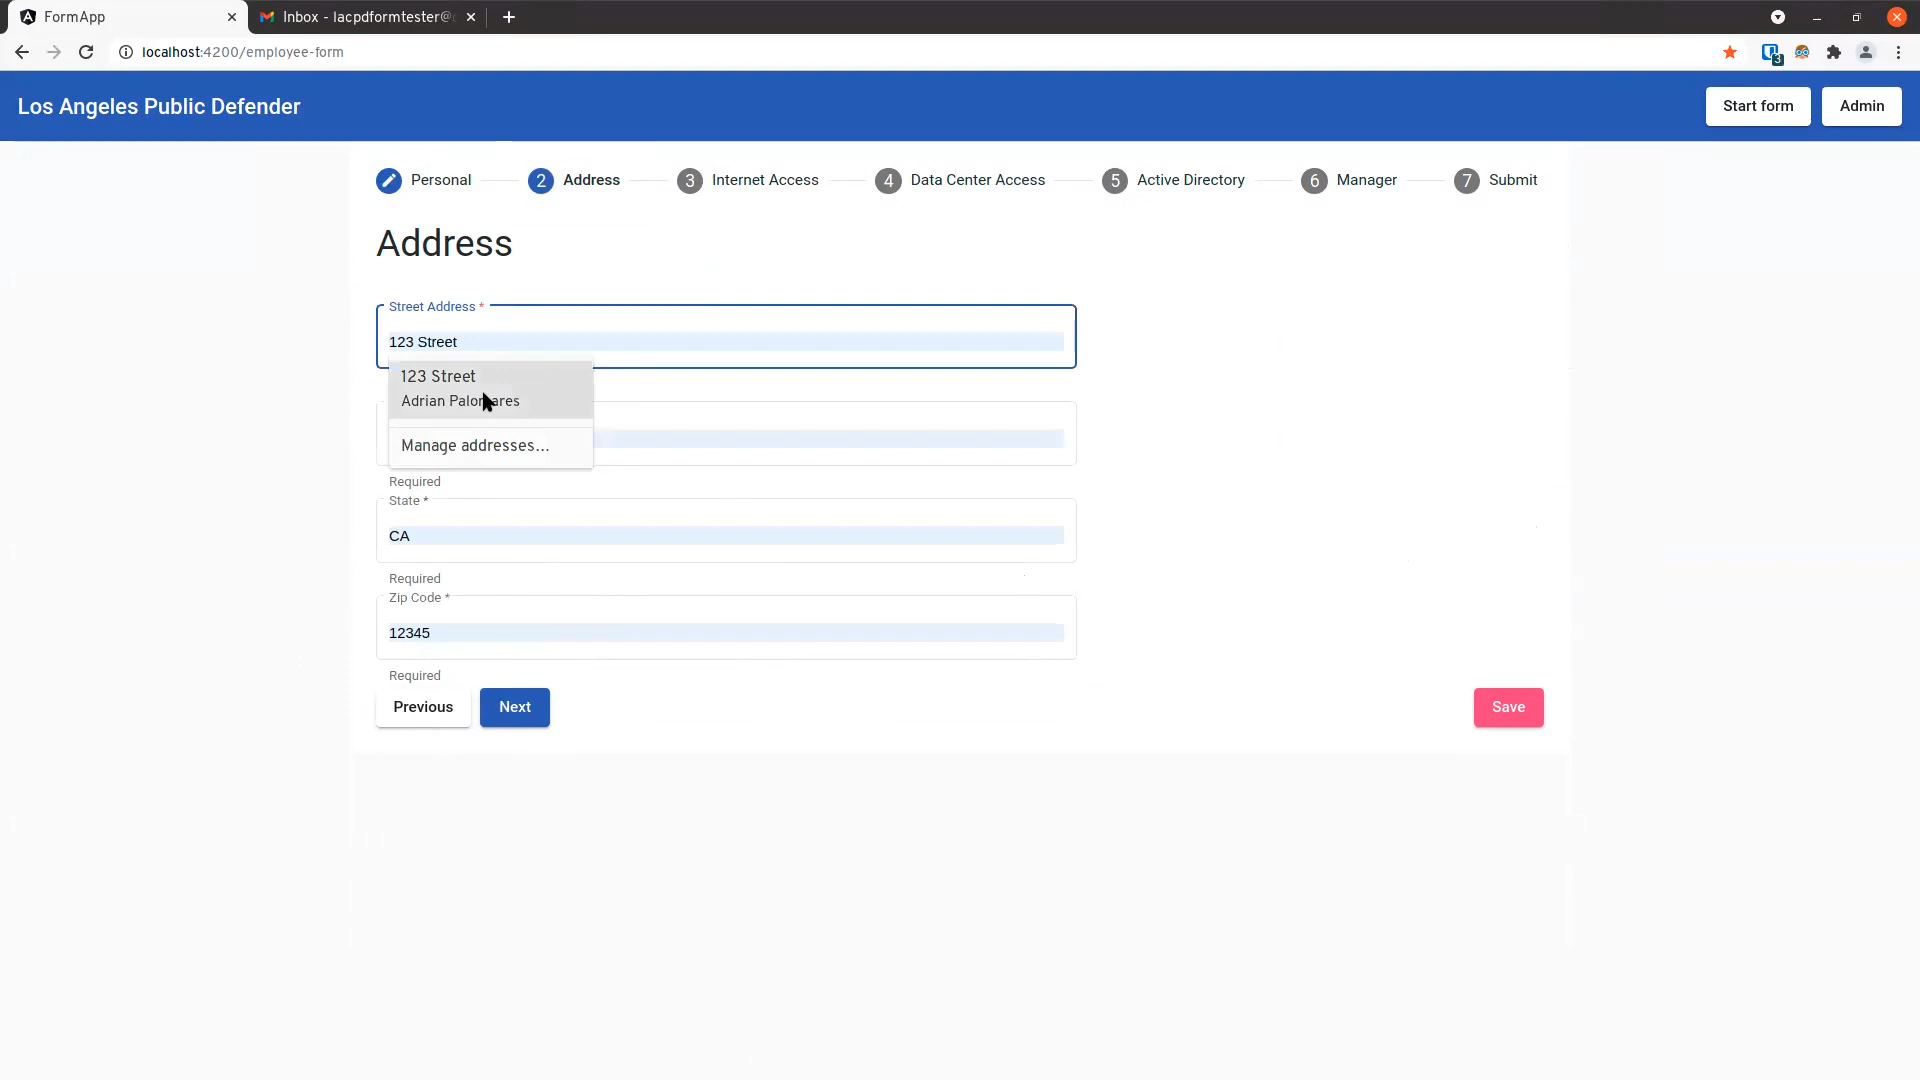 FormApp
Inbox - lacpdformtester@
localhost:4200/employee-form
3
Los Angeles Public Defender
Start form
Admin
Personal
2 Address
3 Internet Access
4 Data Center Access
5 Active Directory
6 Manager
7 Submit
Address
Street Address *
123 Street
123 Street
Adrian Palomares
Manage addresses...
Required
State *
CA
Required
Zip Code *
12345
Required
Previous
Next
Save